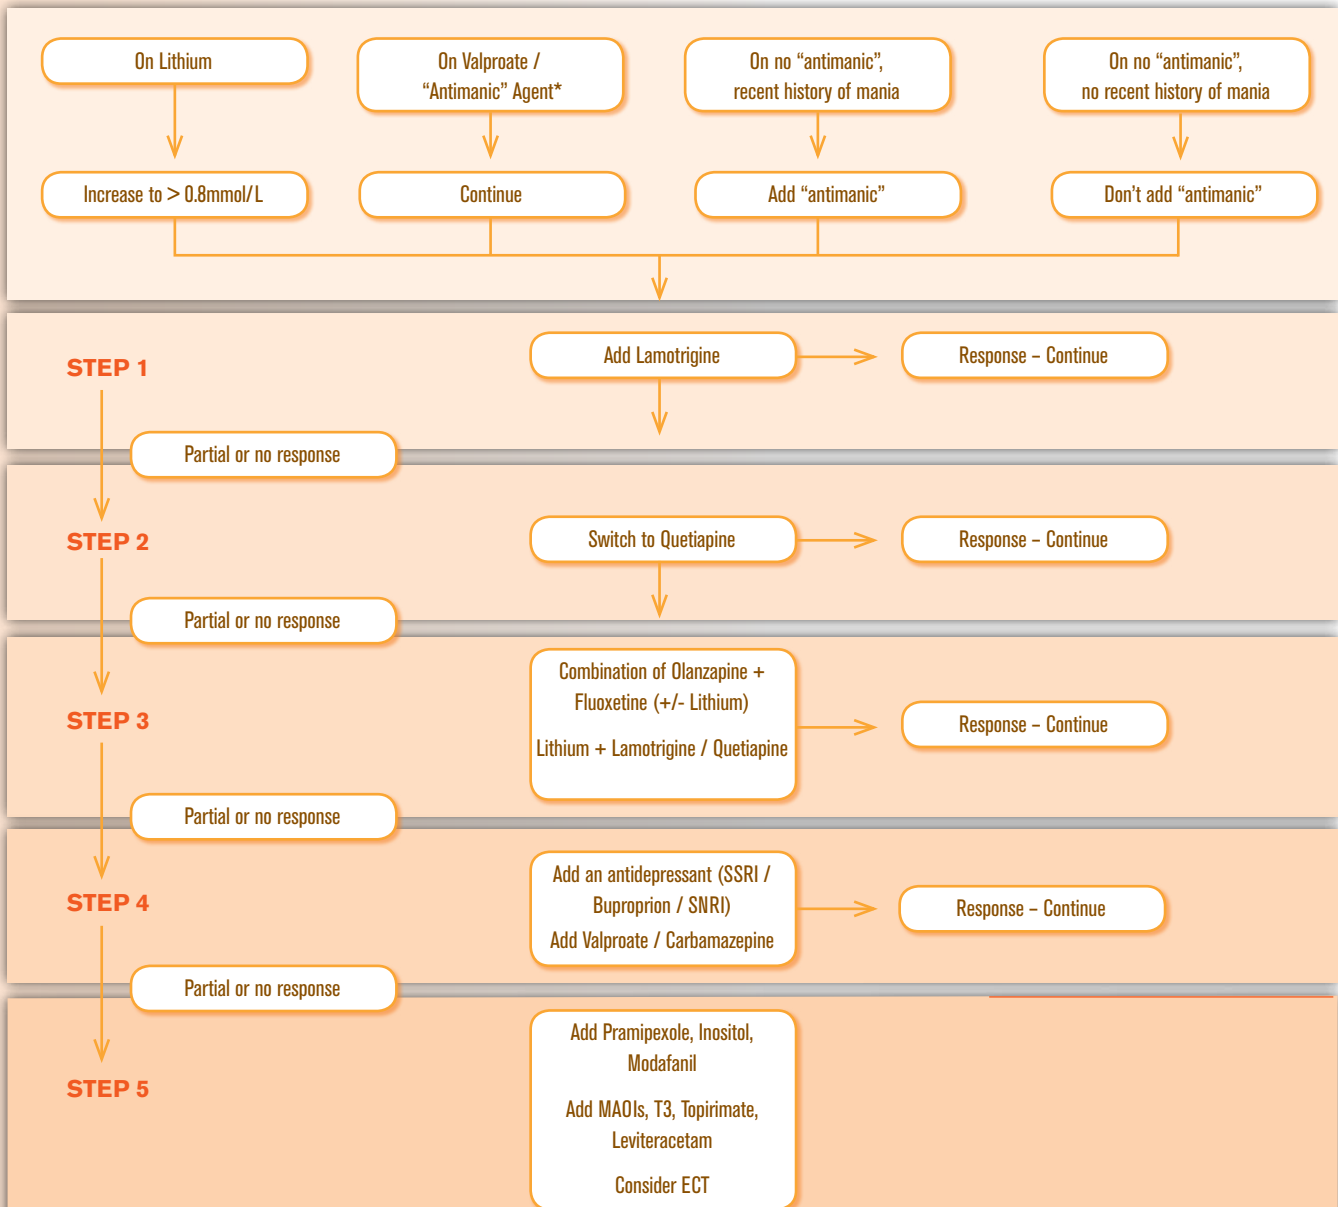 On Lithium
On Valproate /
“Antimanic” Agent*
On no “antimanic”,
recent history of mania
On no “antimanic”,
no recent history of mania
Increase to > 0.8mmol/L
Continue
Add “antimanic”
Don’t add “antimanic”
STEP 1
Add Lamotrigine
Response – Continue
Partial or no response
STEP 2
Switch to Quetiapine
Response – Continue
Partial or no response
STEP 3
Combination of Olanzapine +
Fluoxetine (+/- Lithium)
Lithium + Lamotrigine / Quetiapine
Response – Continue
Partial or no response
STEP 4
Add an antidepressant (SSRI /
Buproprion / SNRI)
Add Valproate / Carbamazepine
Response – Continue
Partial or no response
STEP 5
Add Pramipexole, Inositol,
Modafanil
Add MAOIs, T3, Topirimate,
Leviteracetam
Consider ECT